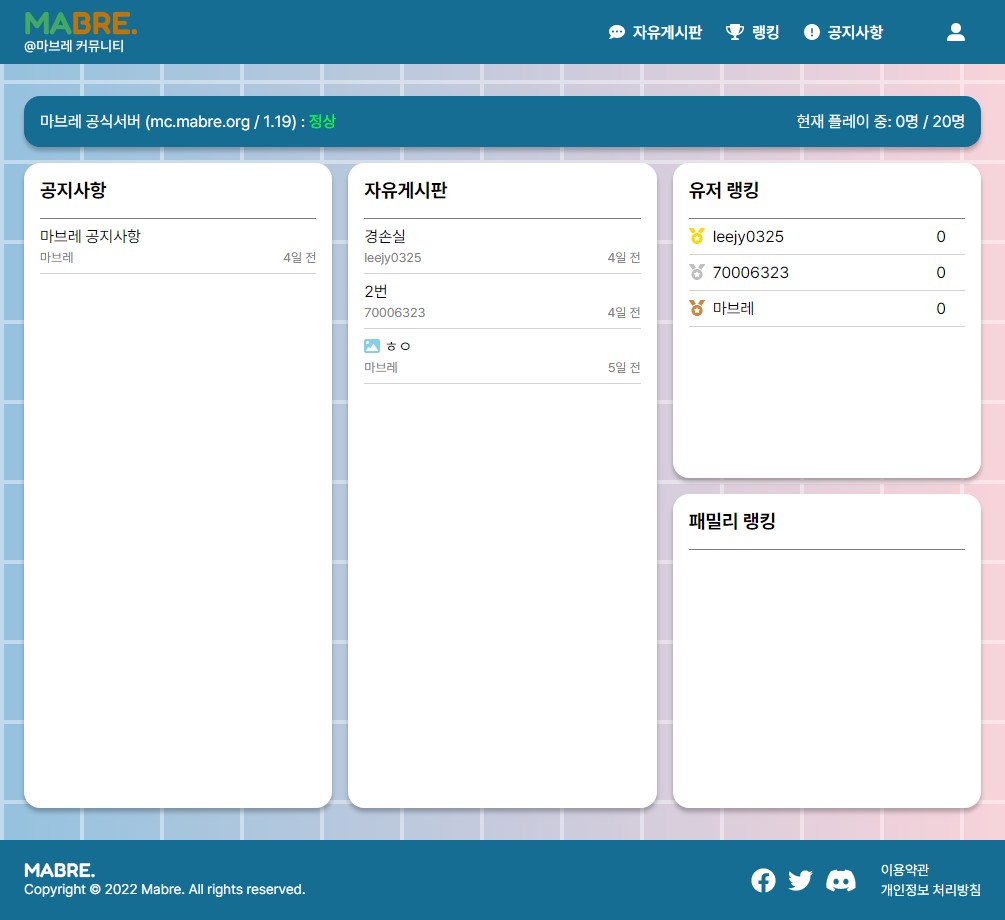 MABRE.
@마브레 커뮤니티
자유게시판 랭킹 공지사항
마브레 공식서버 (mc.mabre.org / 1.19) : 정상 현재 플레이 중: 0명 / 20명
공지사항
마브레 공지사항
마브레 4일 전
자유게시판
경손실
leejy0325 4일 전
2번
70006323 4일 전
ㅎㅇ
마브레 5일 전
유저 랭킹
leejy0325 0
70006323 0
마브레 0
패밀리 랭킹
MABRE.
Copyright © 2022 Mabre. All rights reserved.
이용약관
개인정보 처리방침